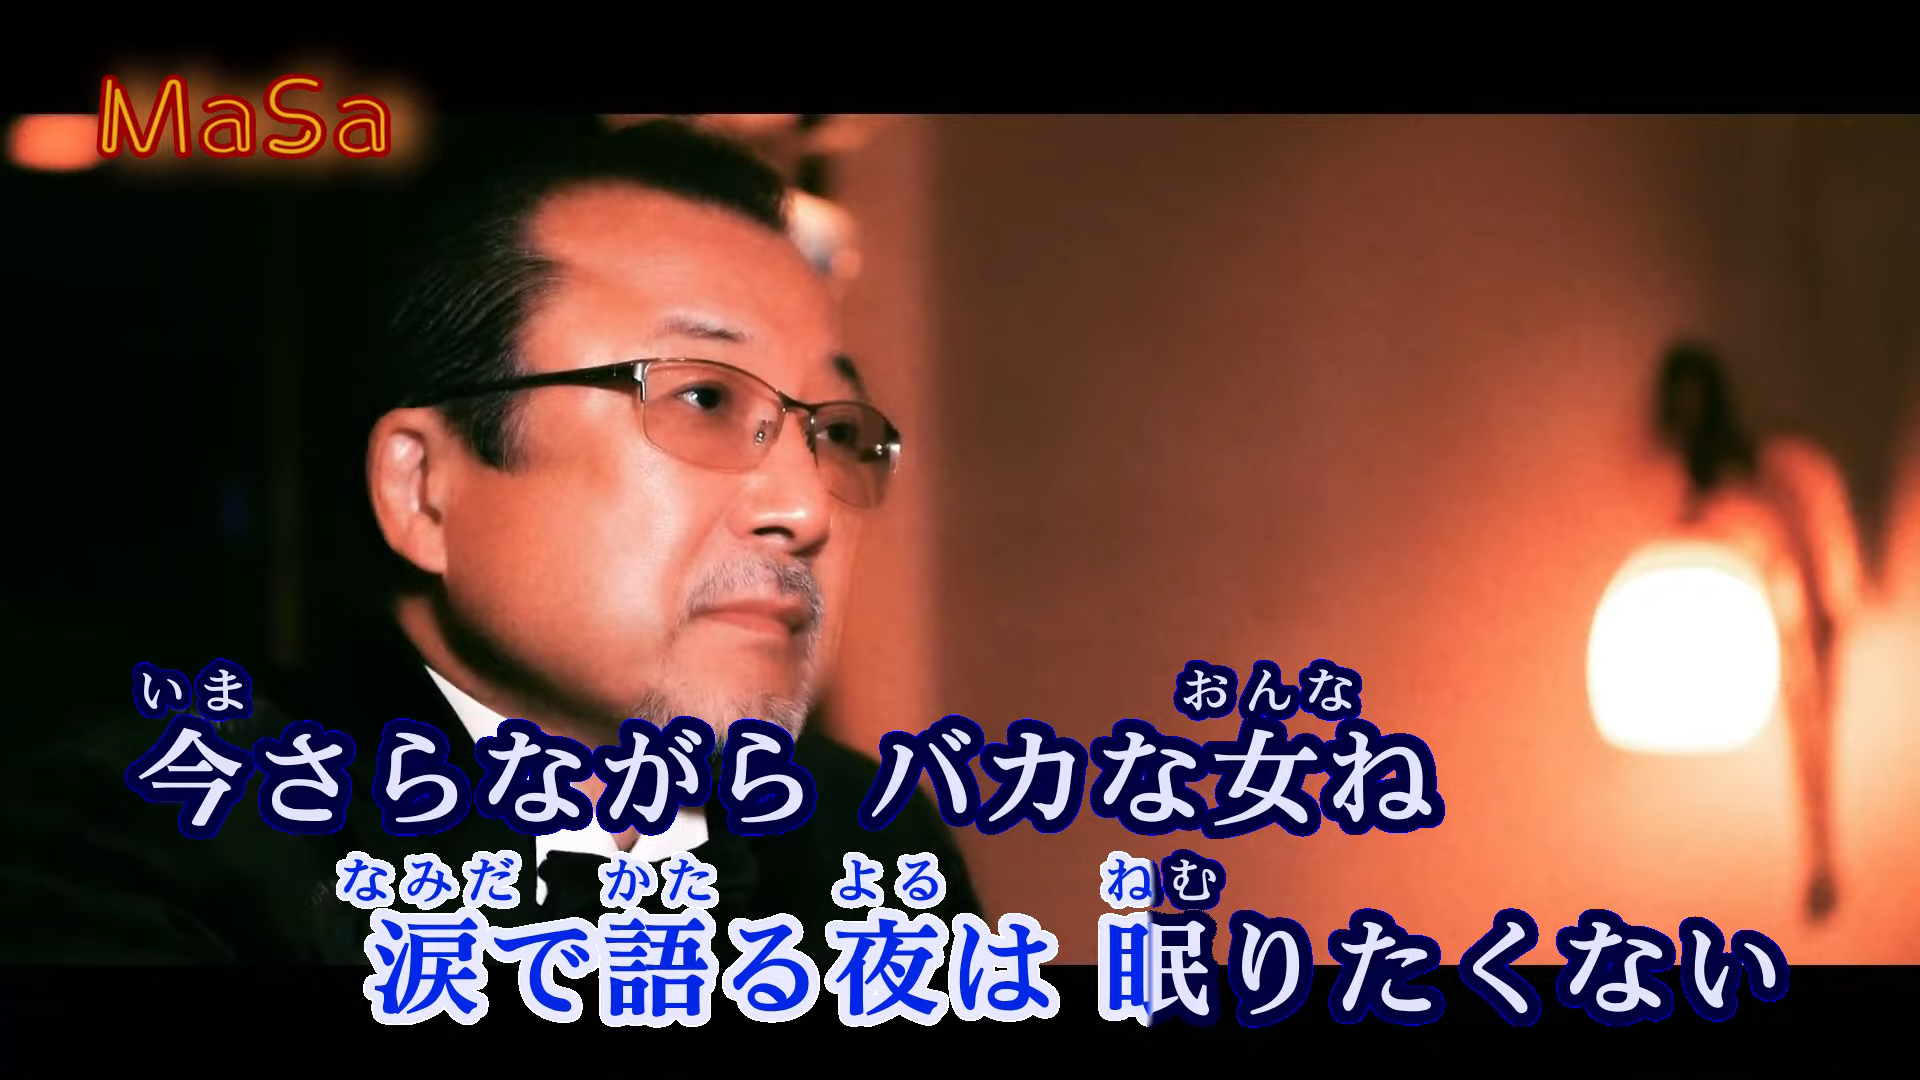 MaSa
いま おんな
今さらながら バカな女ね
なみだ かた よる ねむ
涙で語る夜は 眠りたくない